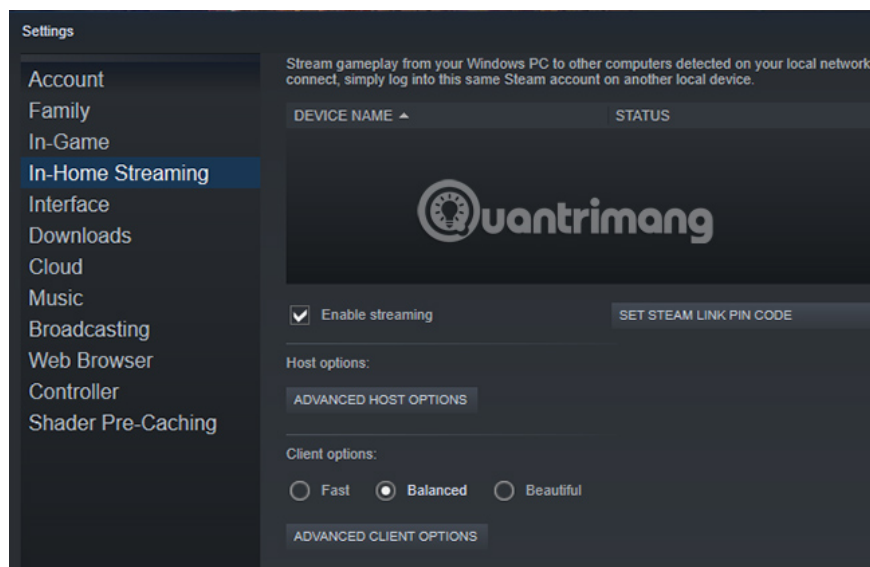 Settings
Account
Family
In-Game
In-Home Streaming
Interface
Downloads
Cloud
Music
Broadcasting
Web Browser
Controller
Shader Pre-Caching
Stream gameplay from your Windows PC to other computers detected on your local network
connect, simply log into this same Steam account on another local device.
DEVICE NAME STATUS
Quantrimang
Enable streaming SET STEAM LINK PIN CODE
Host options:
ADVANCED HOST OPTIONS
Client options:
Fast Balanced Beautiful
ADVANCED CLIENT OPTIONS